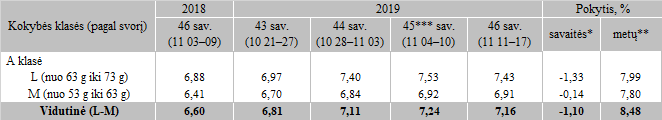 Kokybės klasės (pagal svorį) 2018 2019 Pokytis, %
46 sav. (11 03–09) 43 sav. (10 21–27) 44 sav. (10 28–11 03) 45*** sav. (11 04–10) 46 sav. (11 11–17) savaitės* metų**
A klasė
L (nuo 63 g iki 73 g) 6,88 6,97 7,40 7,53 7,43 -1,33 7,99
M (nuo 53 g iki 63 g) 6,41 6,70 6,84 6,92 6,91 -0,14 7,80
Vidutinė (L-M) 6,60 6,81 7,11 7,24 7,16 -1,10 8,48